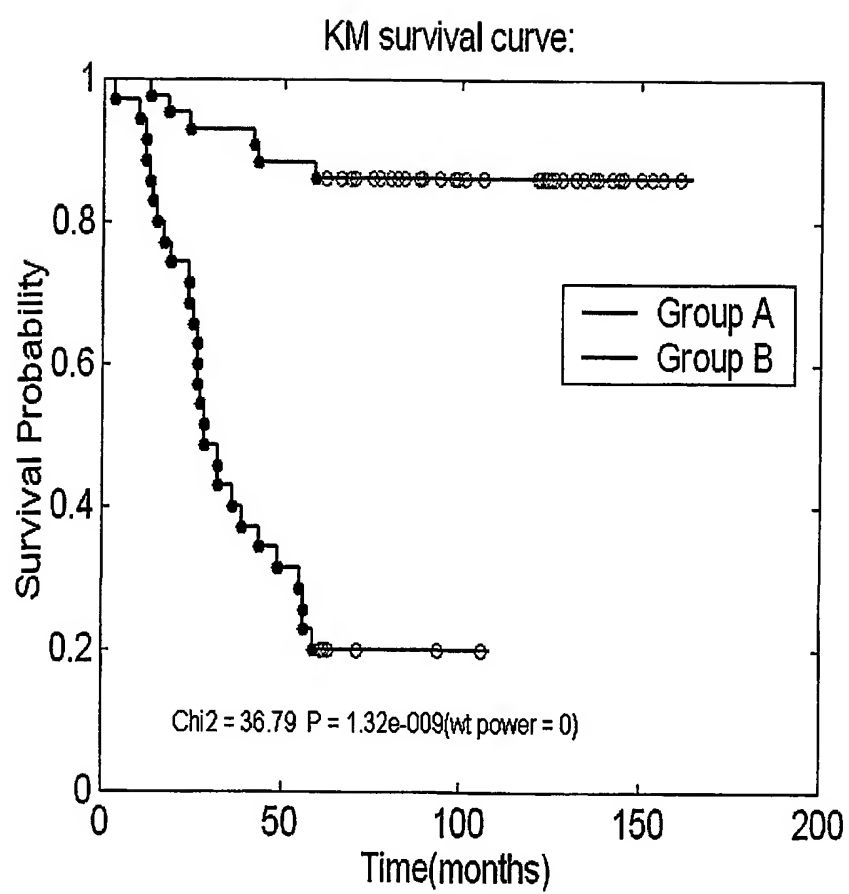 KM survival curve:
1
0.8
0.6
0.4
0.2
0
Survival Probability
Group A
Group B
Chi2 = 36.79 P = 1.32e-009(wt power = 0)
0 50 100 150 200
Time(months)